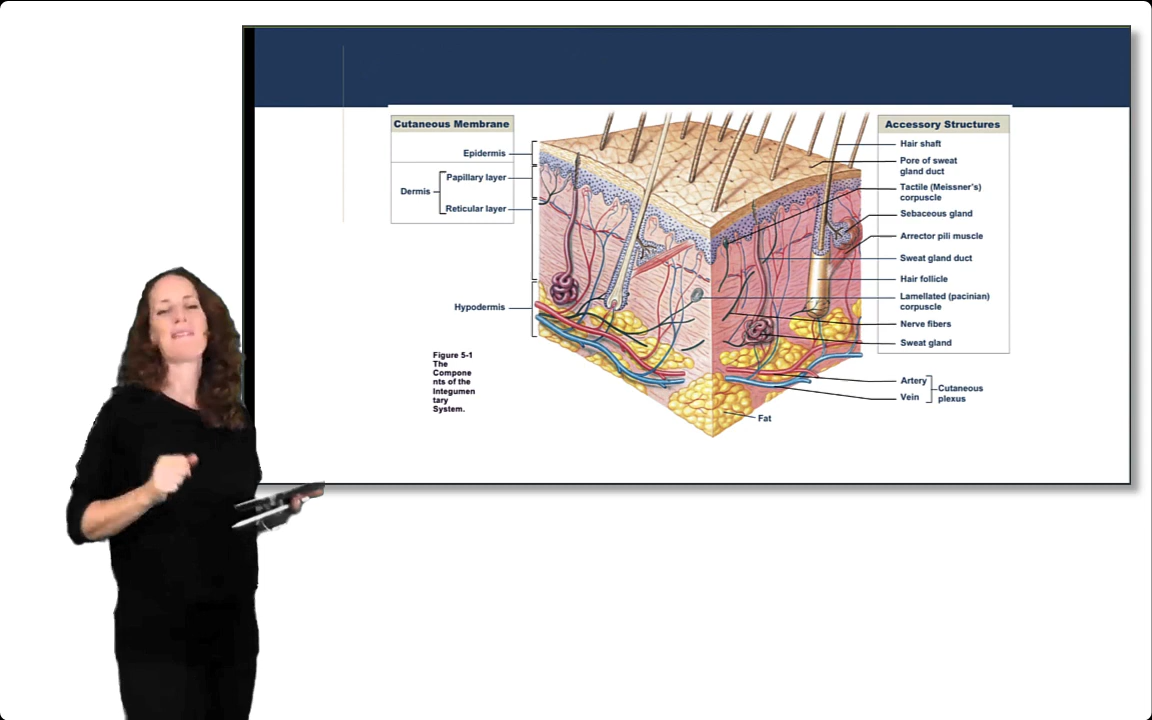 Cutaneous Membrane
Epidermis
Papillary layer
Dermis
Reticular layer
Hypodermis
Figure 5-1
The
Compone
nts of the
Integumen
tary
System.
Accessory Structures
Hair shaft
Pore of sweat
gland duct
Tactile (Meissner's)
corpuscle
Sebaceous gland
Arrector pili muscle
Sweat gland duct
Hair follicle
Lamellated (pacinian)
corpuscle
Nerve fibers
Sweat gland
Artery
Vein
Cutaneous
plexus
Fat